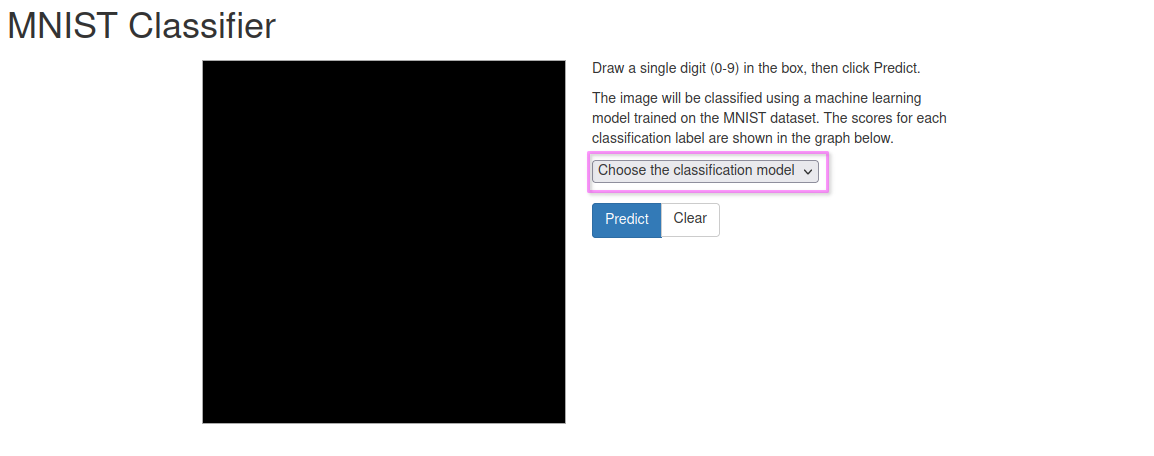 MNIST Classifier
Draw a single digit (0-9) in the box, then click Predict.
The image will be classified using a machine learning
model trained on the MNIST dataset. The scores for each
classification label are shown in the graph below.
Choose the classification model
Predict
Clear